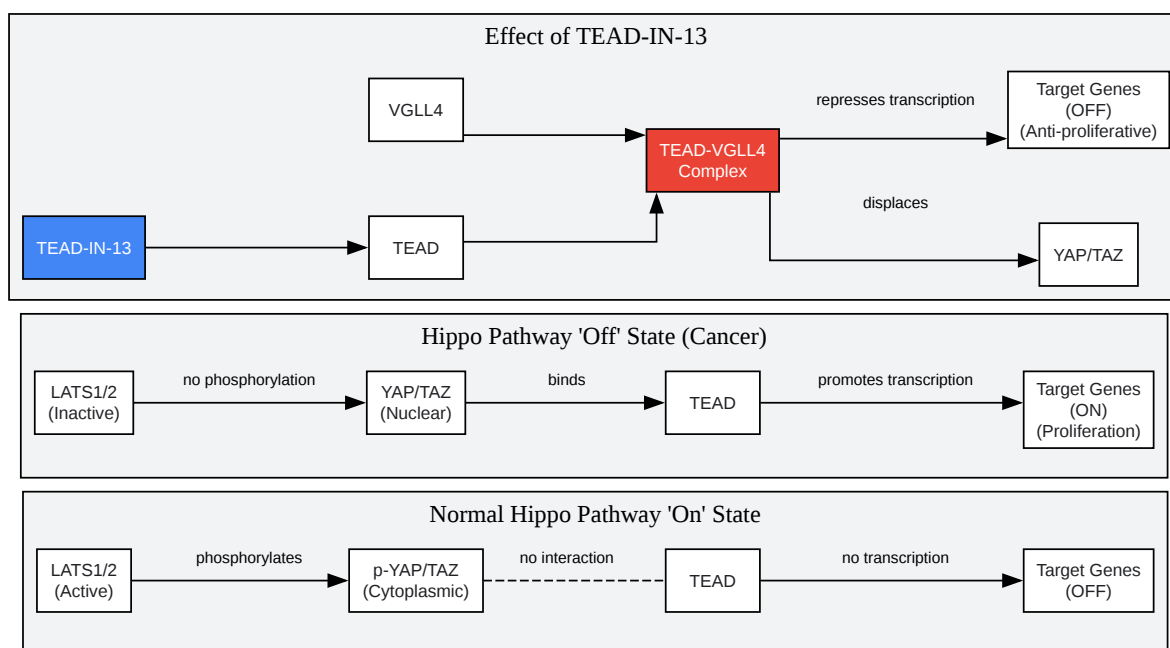 Effect of TEAD-IN-13
VGLL4
represses transcription
Target Genes
(OFF)
(Anti-proliferative)
TEAD-VGLL4
Complex
displaces
TEAD-IN-13
TEAD
YAP/TAZ
Hippo Pathway 'Off' State (Cancer)
LATS1/2
(Inactive)
no phosphorylation
YAP/TAZ
(Nuclear)
binds
TEAD
promotes transcription
Target Genes
(ON)
(Proliferation)
Normal Hippo Pathway 'On' State
LATS1/2
(Active)
phosphorylates
p-YAP/TAZ
(Cytoplasmic)
no interaction
TEAD
no transcription
Target Genes
(OFF)